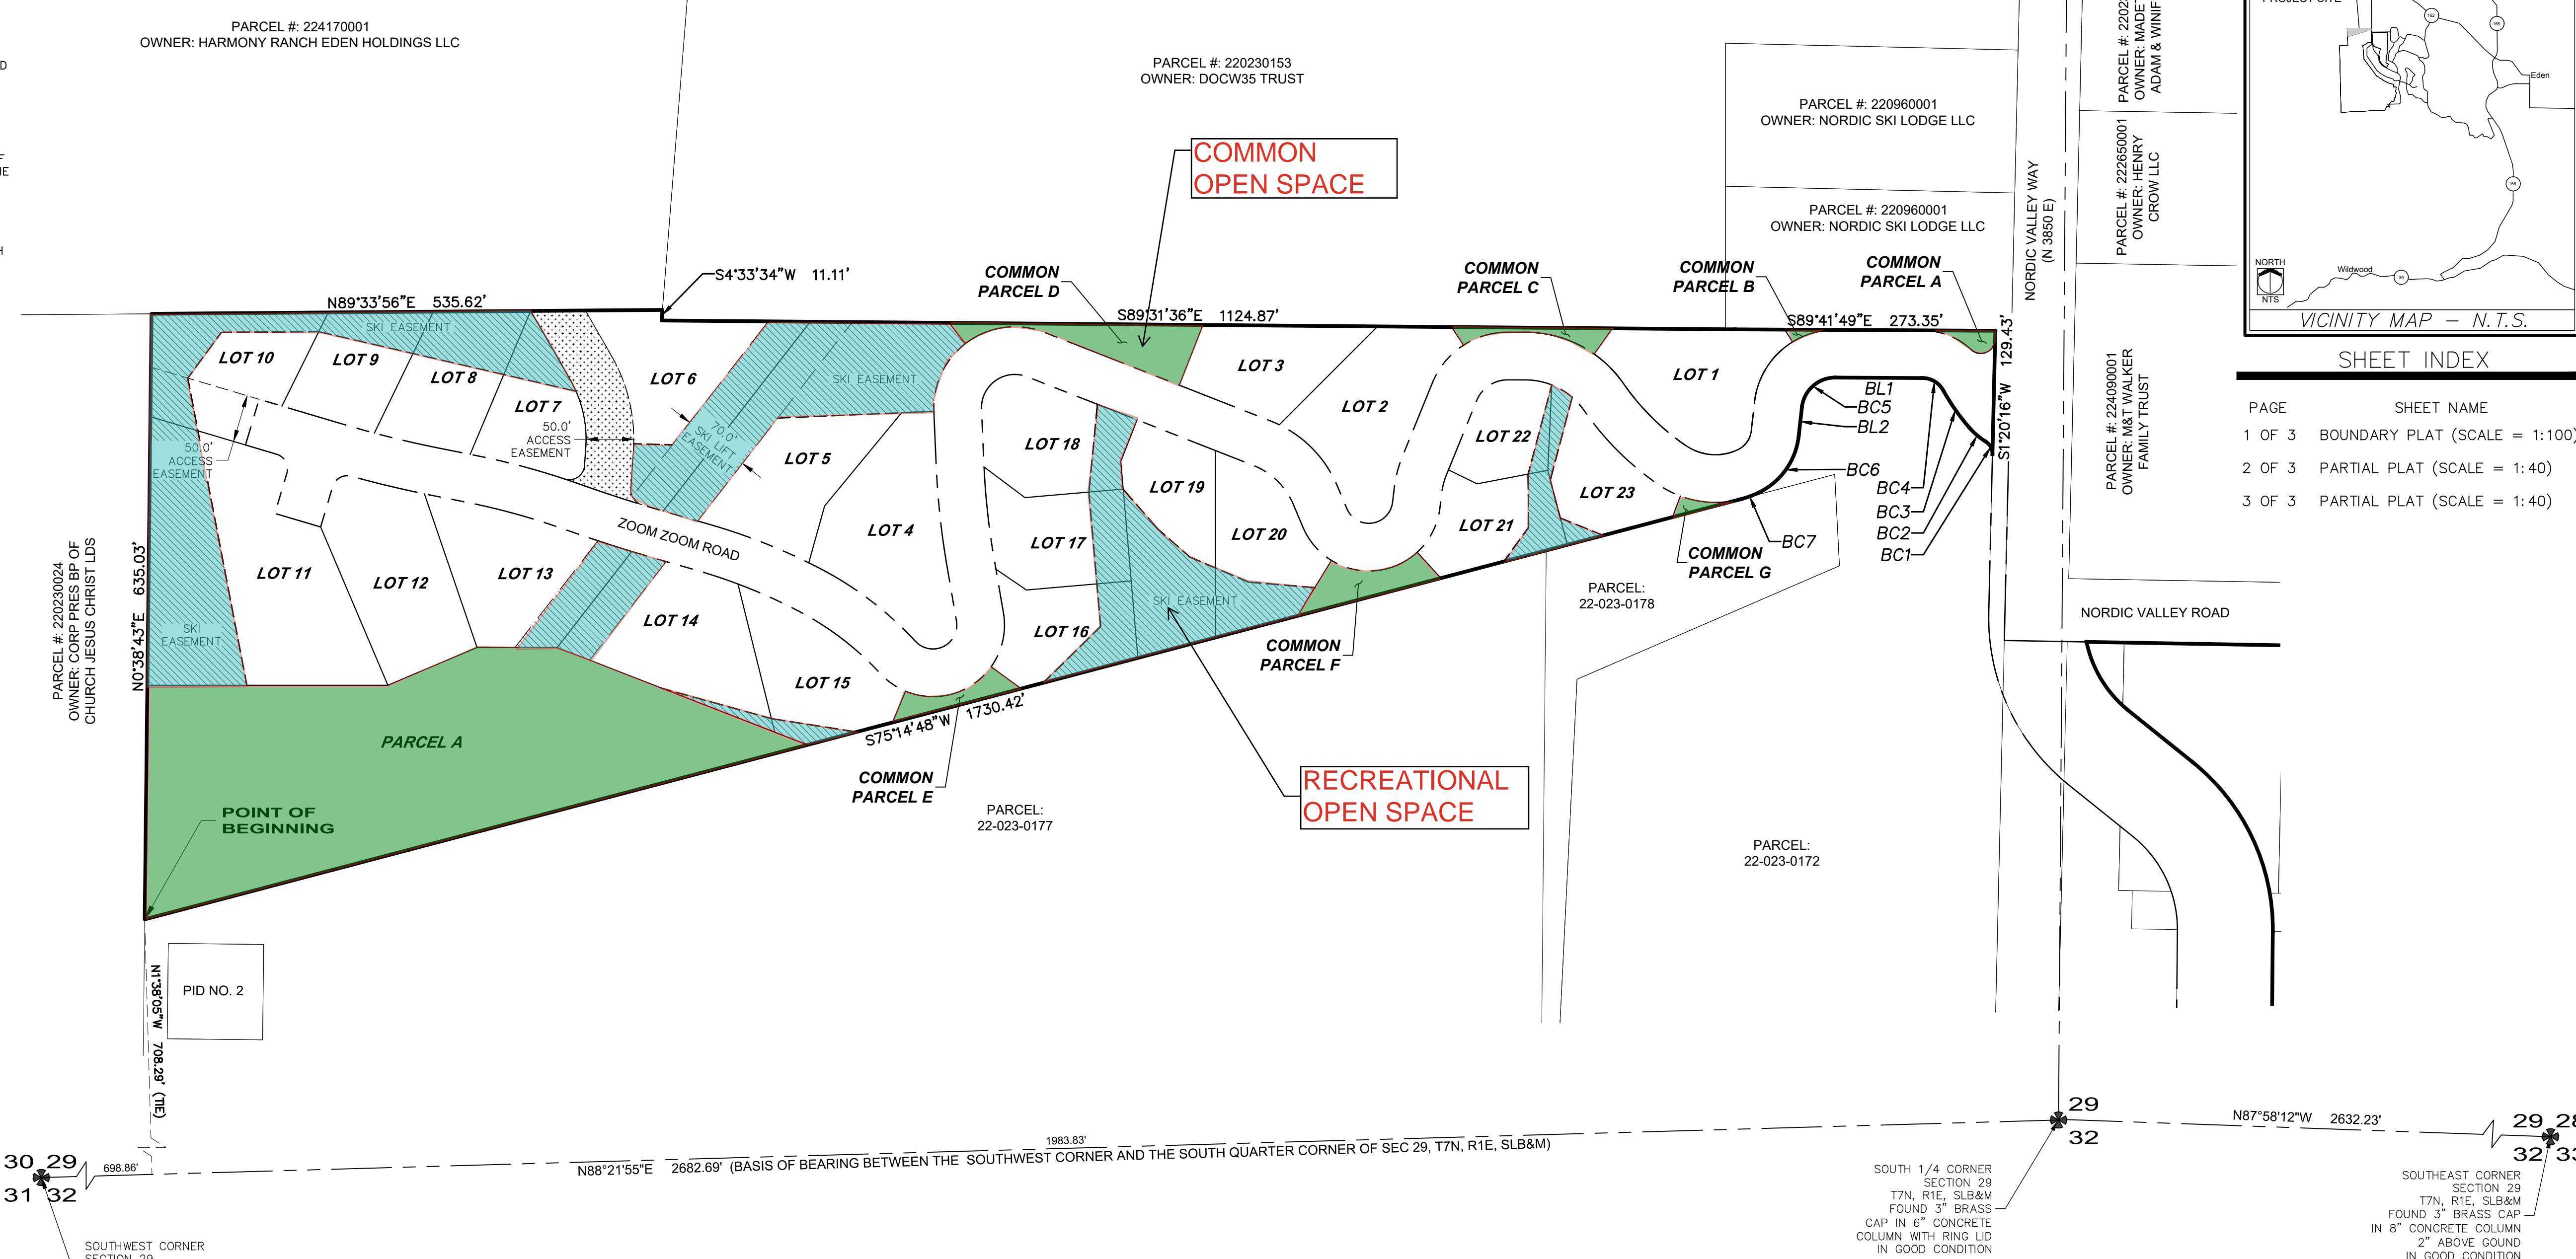 PARCEL #: 224170001
OWNER: HARMONY RANCH EDEN HOLDINGS LLC
PARCEL #: 220230153
OWNER: DOCW35 TRUST
PARCEL #: 220960001
OWNER: NORDIC SKI LODGE LLC
PARCEL #: 220960001
OWNER: NORDIC SKI LODGE LLC
COMMON
OPEN SPACE
NORDIC VALLEY WAY
(N 3850 E)
ADAM & WINIF
PARCEL #: 222650001
OWNER: HENRY
CROW LLC
PARCEL #: 224090001
OWNER: M&T WALKER
FAMILY TRUST
162
158
Eden
158
Wildwood
39
NORTH
NTS
VICINITY MAP – N.T.S.
SHEET INDEX
PAGE SHEET NAME
1 OF 3 BOUNDARY PLAT (SCALE = 1:100)
2 OF 3 PARTIAL PLAT (SCALE = 1:40)
3 OF 3 PARTIAL PLAT (SCALE = 1:40)
N89°33'56"E 535.62'
S4°33'34"W 11.11'
COMMON
PARCEL D
S89°31'36"E 1124.87'
COMMON
PARCEL C
COMMON
PARCEL B
COMMON
PARCEL A
S89°41'49"E 273.35'
S1°20'16"W 129.43'
SKI EASEMENT
LOT 10
LOT 9
LOT 8
LOT 7
LOT 6
50.0'
ACCESS
EASEMENT
50.0'
ACCESS
EASEMENT
70.0'
SKI LIFT
EASEMENT
SKI EASEMENT
LOT 5
LOT 4
LOT 3
LOT 2
LOT 1
LOT 18
LOT 17
LOT 16
LOT 19
LOT 20
LOT 21
LOT 22
LOT 23
BL1
BC5
BL2
BC6
BC4
BC3
BC2
BC1
BC7
ZOOM ZOOM ROAD
LOT 11
LOT 12
LOT 13
LOT 14
LOT 15
SKI
EASEMENT
SKI EASEMENT
PARCEL #: 220230024
OWNER: CORP PRES BP OF
CHURCH JESUS CHRIST LDS
N0°38'43"E 635.03'
PARCEL A
POINT OF
BEGINNING
COMMON
PARCEL E
S75°14'48"W 1730.42'
COMMON
PARCEL F
COMMON
PARCEL G
RECREATIONAL
OPEN SPACE
PARCEL:
22-023-0178
PARCEL:
22-023-0177
PARCEL:
22-023-0172
NORDIC VALLEY ROAD
PID NO. 2
N1°38'05"W 708.29' (TIE)
30 29
31 32
698.86'
1983.83'
N88°21'55"E 2682.69' (BASIS OF BEARING BETWEEN THE SOUTHWEST CORNER AND THE SOUTH QUARTER CORNER OF SEC 29, T7N, R1E, SLB&M)
29
32
N87°58'12"W 2632.23'
29 28
32 33
SOUTHWEST CORNER
SECTION 29
SOUTH 1/4 CORNER
SECTION 29
T7N, R1E, SLB&M
FOUND 3" BRASS
CAP IN 6" CONCRETE
COLUMN WITH RING LID
IN GOOD CONDITION
SOUTHEAST CORNER
SECTION 29
T7N, R1E, SLB&M
FOUND 3" BRASS CAP
IN 8" CONCRETE COLUMN
2" ABOVE GOUND
IN GOOD CONDITION